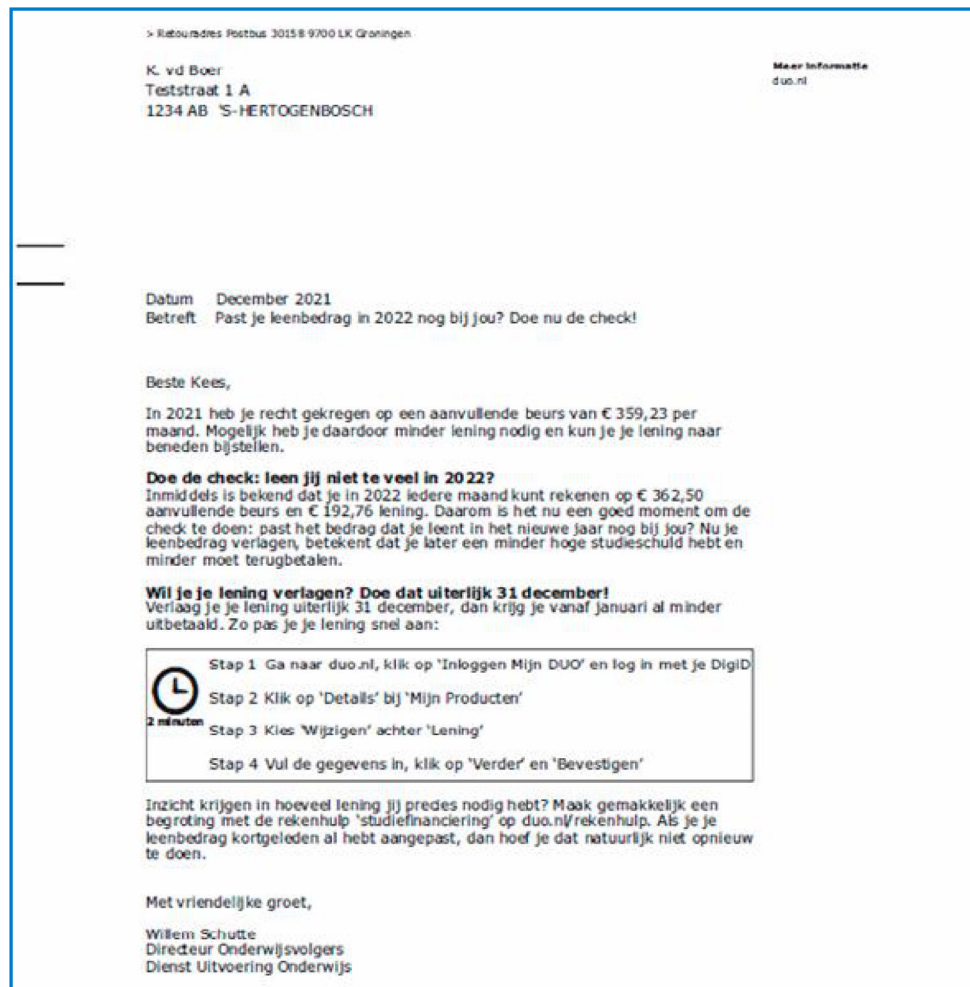 > Retouradres Postbus 30158 9700 LK Groningen
K. vd Boer
Teststraat 1 A
1234 AB 'S-HERTOGENBOSCH
Meer informatie
duo.nl
Datum December 2021
Betreft Past je leenbedrag in 2022 nog bij jou? Doe nu de check!
Beste Kees,
In 2021 heb je recht gekregen op een aanvullende beurs van € 359,23 per
maand. Mogelijk heb je daardoor minder lening nodig en kun je je lening naar
beneden bijstellen.
Doe de check: leen jij niet te veel in 2022?
Inmiddels is bekend dat je in 2022 iedere maand kunt rekenen op € 362,50
aanvullende beurs en € 192,76 lening. Daarom is het nu een goed moment om de
check te doen: past het bedrag dat je leent in het nieuwe jaar nog bij jou? Nu je
leenbedrag verlagen, betekent dat je later een minder hoge studieschuld hebt en
minder moet terugbetalen.
Wil je je lening verlagen? Doe dat uiterlijk 31 december!
Verlaag je je lening uiterlijk 31 december, dan krijg je vanaf januari al minder
uitbetaald. Zo pas je je lening snel aan:
Stap 1 Ga naar duo.nl, klik op 'Inloggen Mijn DUO' en log in met je DigiD
Stap 2 Klik op 'Details' bij 'Mijn Producten'
2 minuten
Stap 3 Kies 'Wijzigen' achter 'Lening'
Stap 4 Vul de gegevens in, klik op 'Verder' en 'Bevestigen'
Inzicht krijgen in hoeveel lening jij precies nodig hebt? Maak gemakkelijk een
begroting met de rekenhulp 'studiefinanciering' op duo.nl/rekenhulp. Als je je
leenbedrag kortgeleden al hebt aangepast, dan hoef je dat natuurlijk niet opnieuw
te doen.
Met vriendelijke groet,
Willem Schutte
Directeur Onderwijsvolgers
Dienst Uitvoering Onderwijs